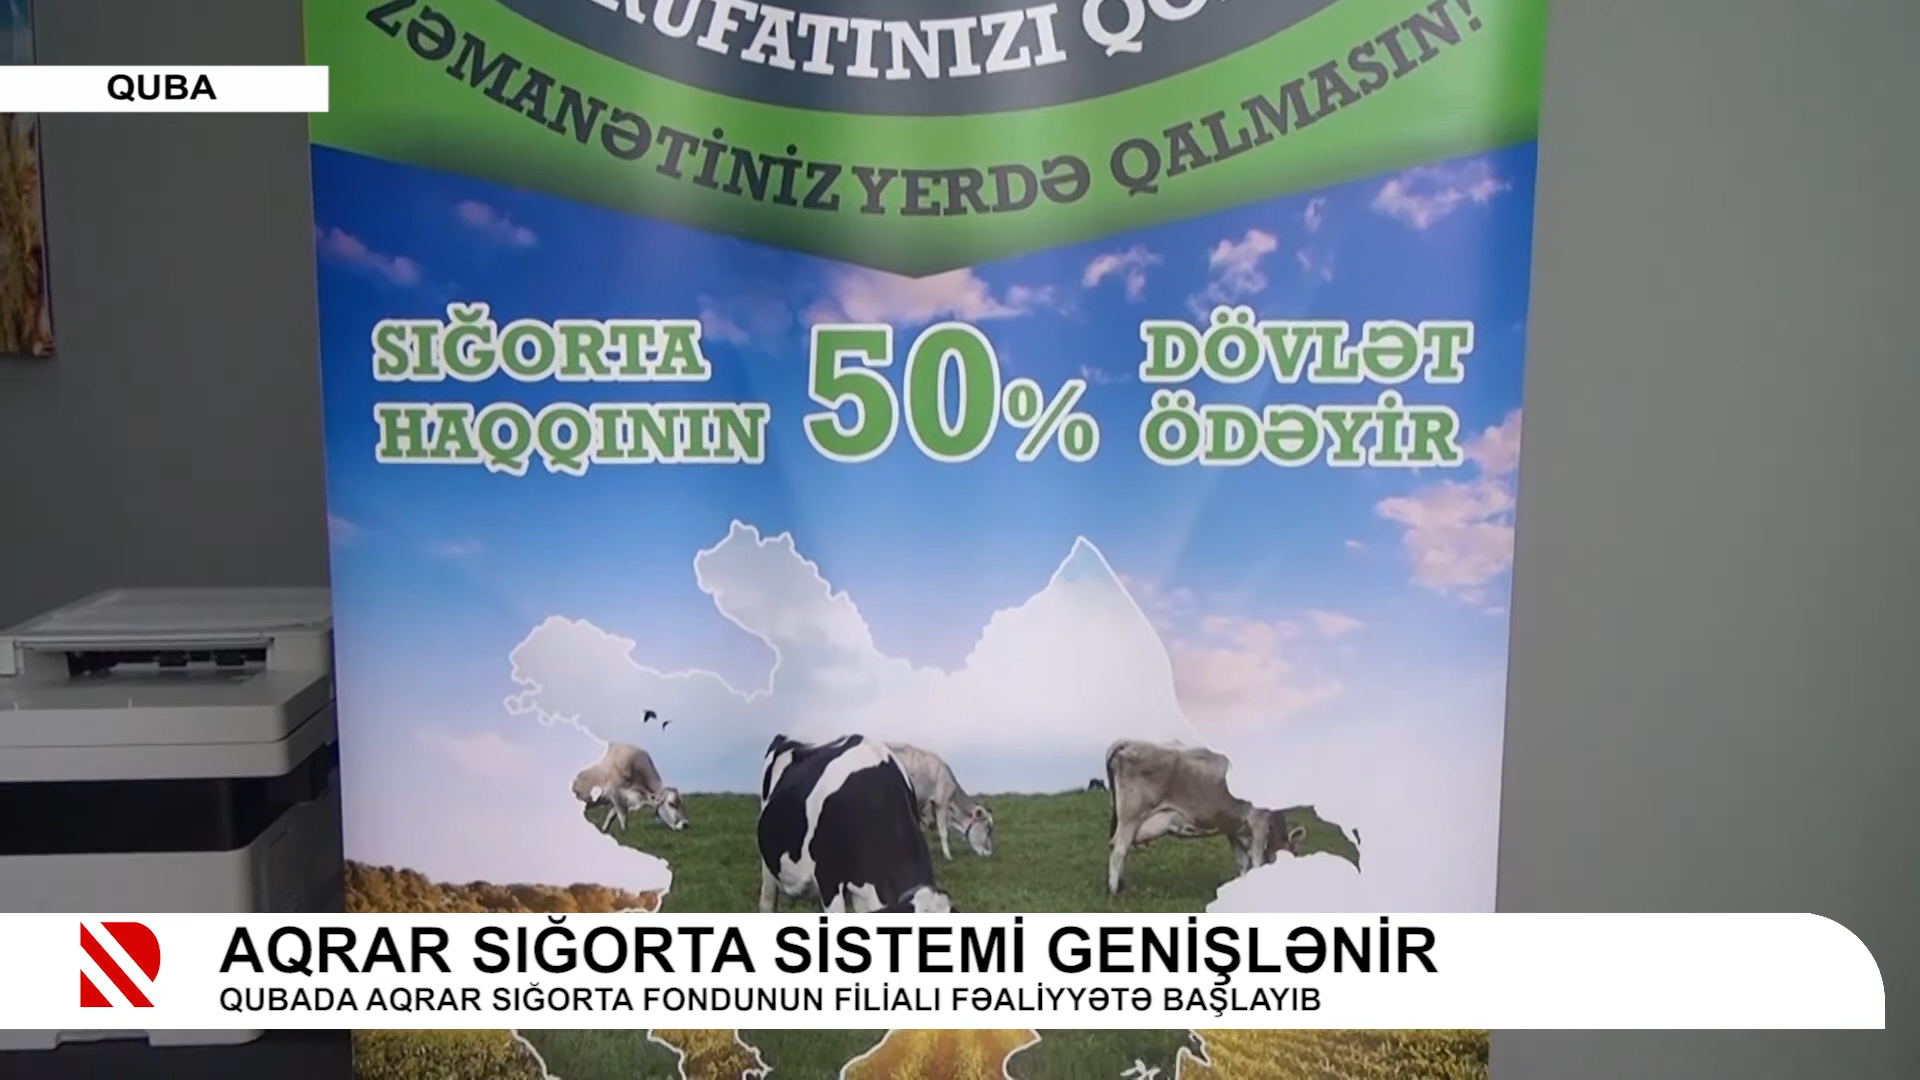 QUBA
ZƏMANƏTİNİZ YERDƏ QALMASIN!
SIĞORTA HAQQININ 50% DÖVLƏT ÖDƏYİR
AQRAR SIĞORTA SİSTEMİ GENİŞLƏNİR
QUBADA AQRAR SIĞORTA FONDUNUN FİLİALI FƏALİYYƏTƏ BAŞLAYIB